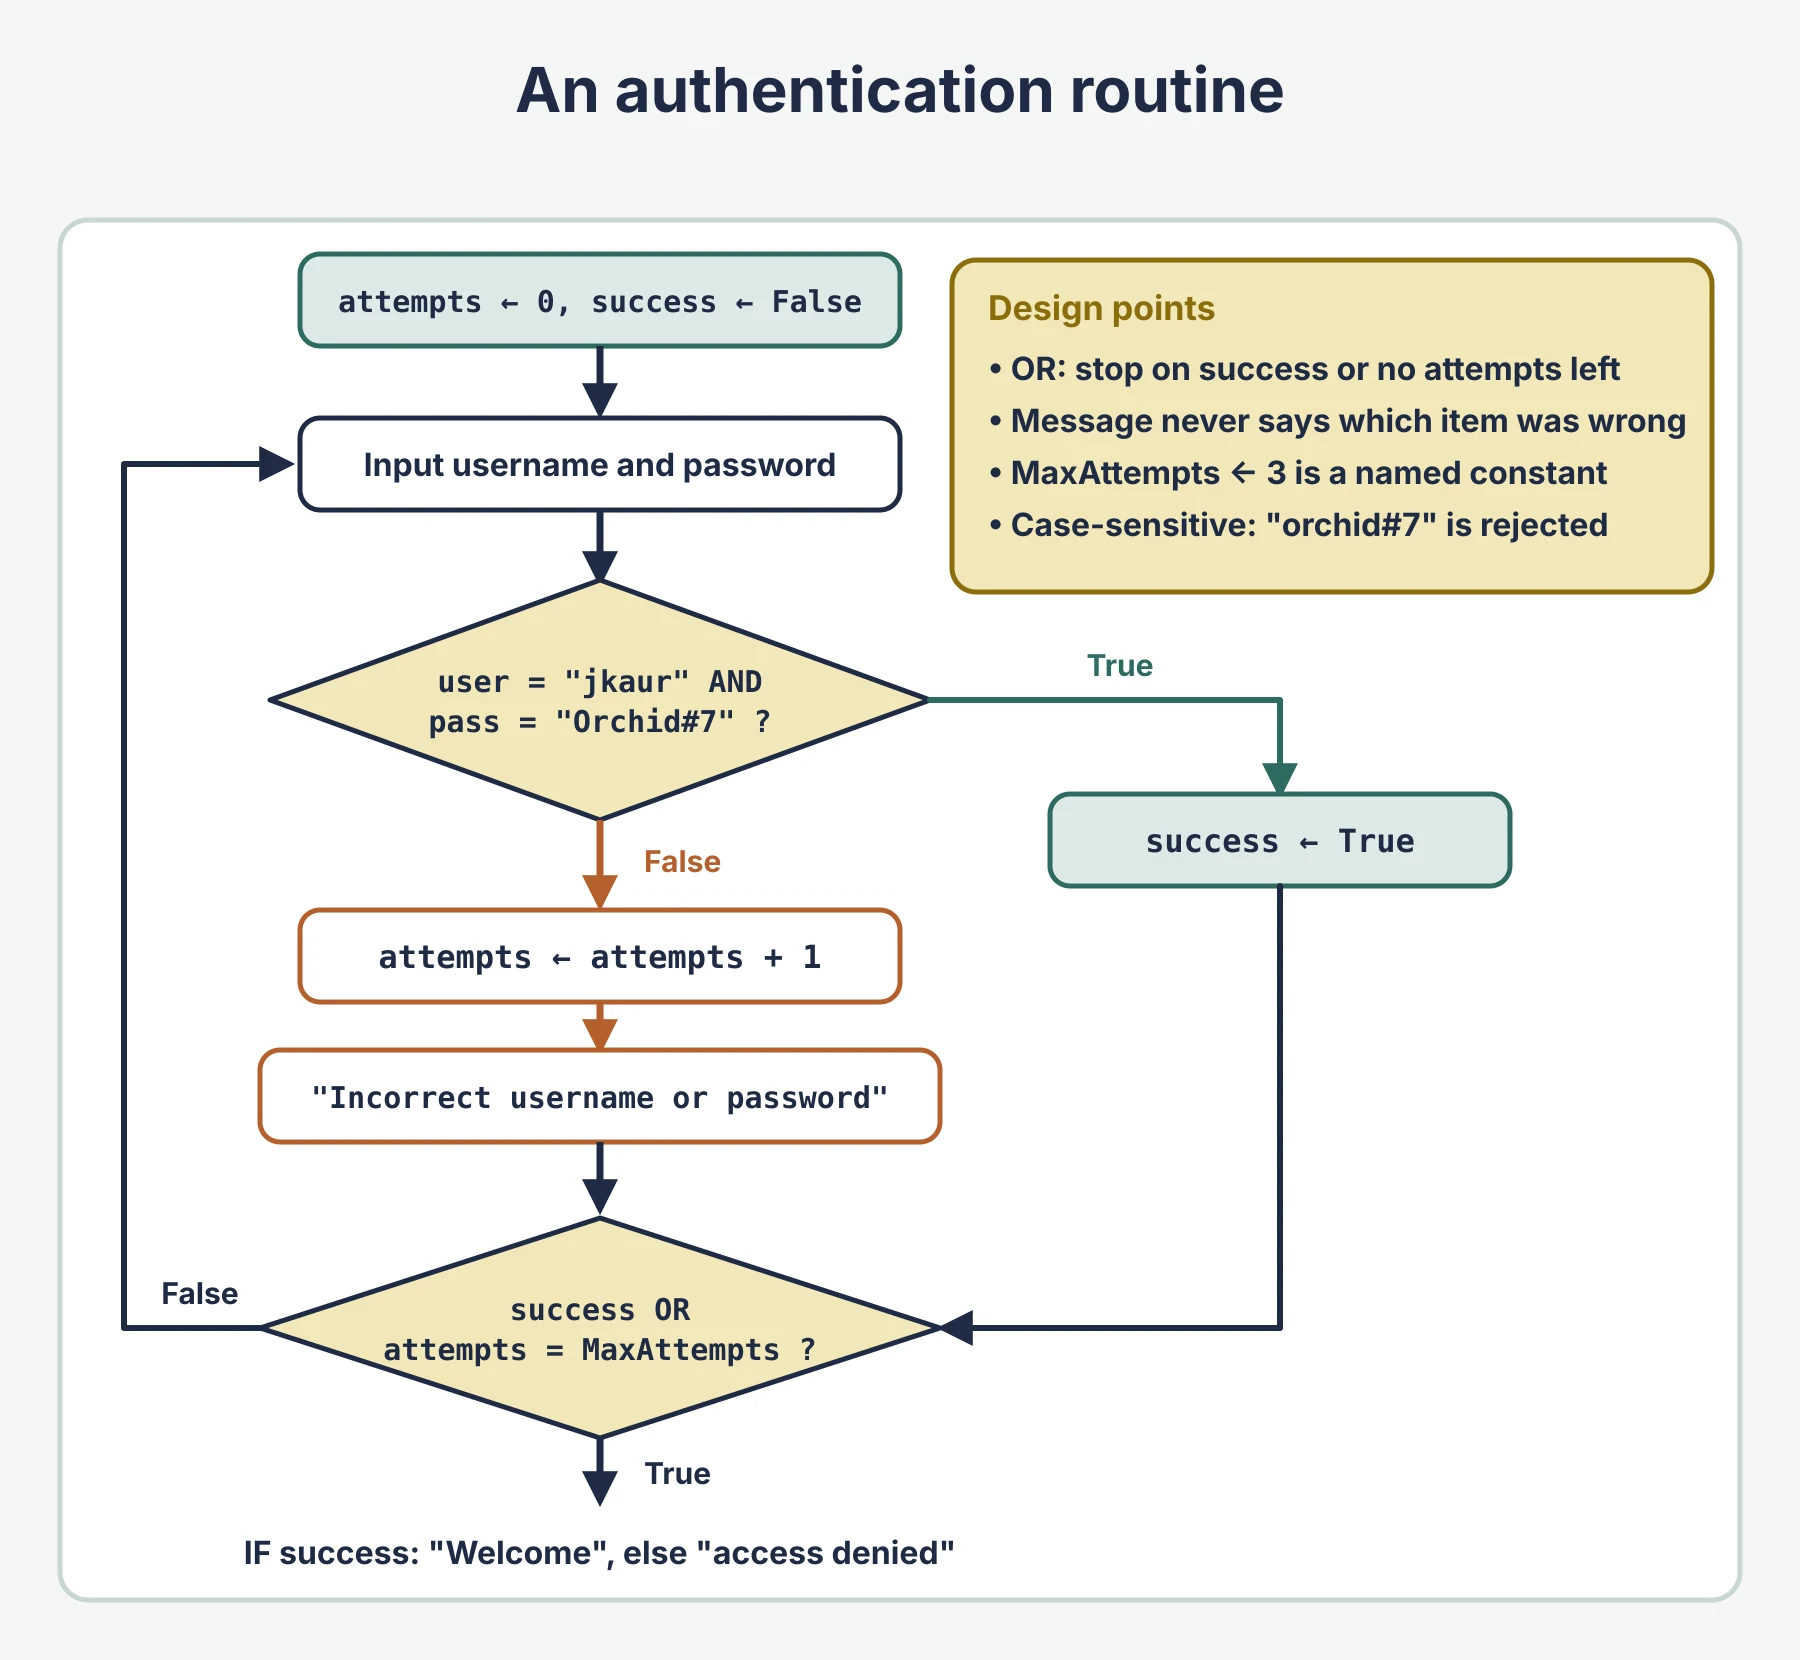 An authentication routine
attempts ← 0, success ← False
Design points
• OR: stop on success or no attempts left
• Message never says which item was wrong
• MaxAttempts ← 3 is a named constant
• Case-sensitive: "orchid#7" is rejected
Input username and password
user = "jkaur" AND
pass = "Orchid#7" ?
True
success ← True
False
attempts ← attempts + 1
"Incorrect username or password"
False
success OR
attempts = MaxAttempts ?
True
IF success: "Welcome", else "access denied"